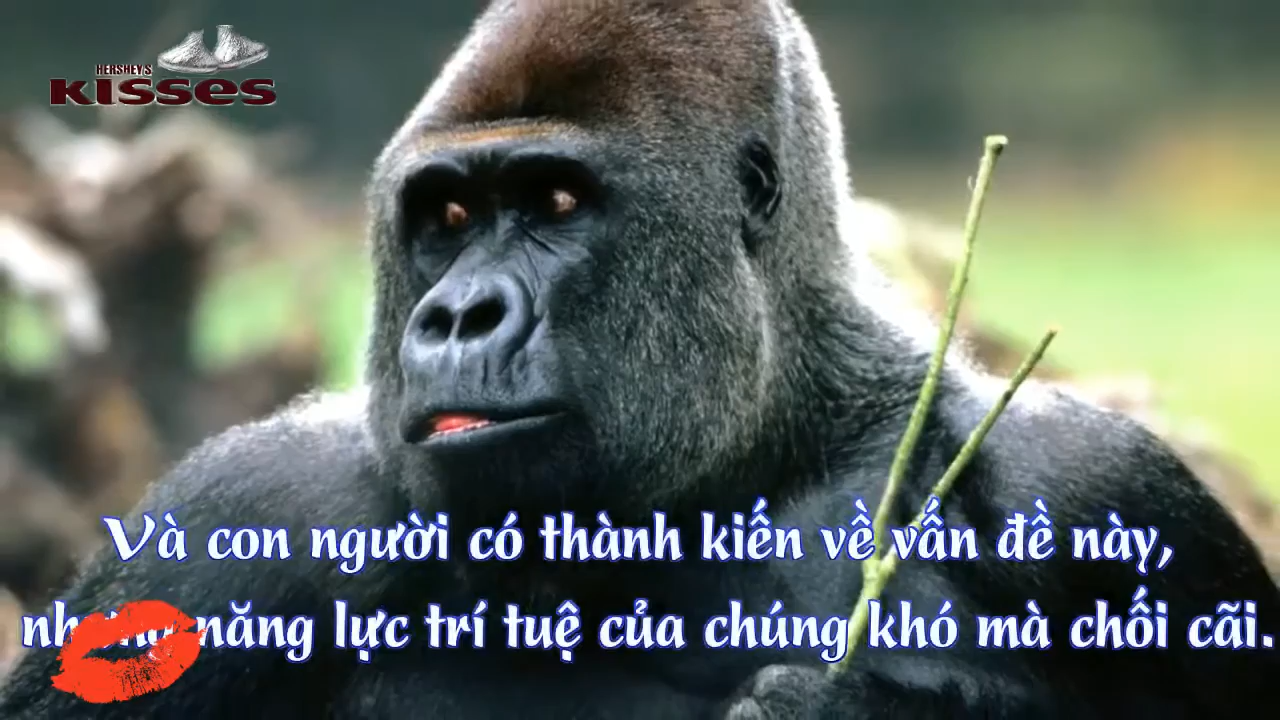 HERSHEY'S
KISSES
Và con người có thành kiến về vấn đề này,
nhưng năng lực trí tuệ của chúng khó mà chối cãi.